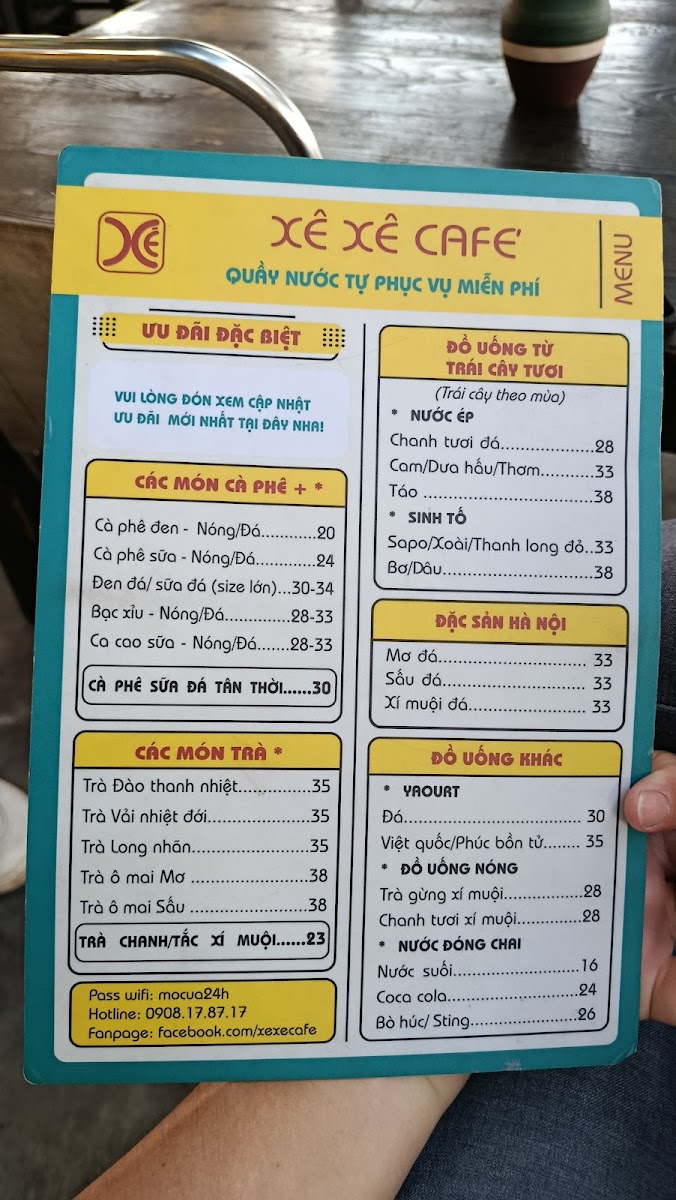 XÊ
XÊ XÊ CAFE'
QUẦY NƯỚC TỰ PHỤC VỤ MIỄN PHÍ
MENU
ƯU ĐÃI ĐẶC BIỆT
VUI LÒNG ĐÓN XEM CẬP NHẬT
ƯU ĐÃI MỚI NHẤT TẠI ĐÂY NHA!
CÁC MÓN CÀ PHÊ + *
Cà phê đen - Nóng/Đá............20
Cà phê sữa - Nóng/Đá............24
Đen đá/ sữa đá (size lớn)...30-34
Bạc xỉu - Nóng/Đá..........28-33
Ca cao sữa - Nóng/Đá.......28-33
CÀ PHÊ SỮA ĐÁ TÂN THỜI......30
CÁC MÓN TRÀ *
Trà Đào thanh nhiệt..............35
Trà Vải nhiệt đới..................35
Trà Long nhãn.....................35
Trà ô mai Mơ .....................38
Trà ô mai Sấu .....................38
TRÀ CHANH/TẮC XÍ MUỘI......23
Pass wifi: mocua24h
Hotline: 0908.17.87.17
Fanpage: facebook.com/xexecafe
ĐỒ UỐNG TỪ
TRÁI CÂY TƯƠI
(Trái cây theo mùa)
* NƯỚC ÉP
Chanh tươi đá..................28
Cam/Dưa hấu/Thơm..........33
Táo .................................38
* SINH TỐ
Sapo/Xoài/Thanh long đỏ..33
Bơ/Dâu.............................38
ĐẶC SẢN HÀ NỘI
Mơ đá............................. 33
Sấu đá............................. 33
Xí muội đá....................... 33
ĐỒ UỐNG KHÁC
* YAOURT
Đá................................... 30
Việt quốc/Phúc bồn tử........ 35
* ĐỒ UỐNG NÓNG
Trà gừng xí muội................28
Chanh tươi xí muội..............28
* NƯỚC ĐÓNG CHAI
Nước suối.........................16
Coca cola..........................24
Bò húc/ Sting.....................26